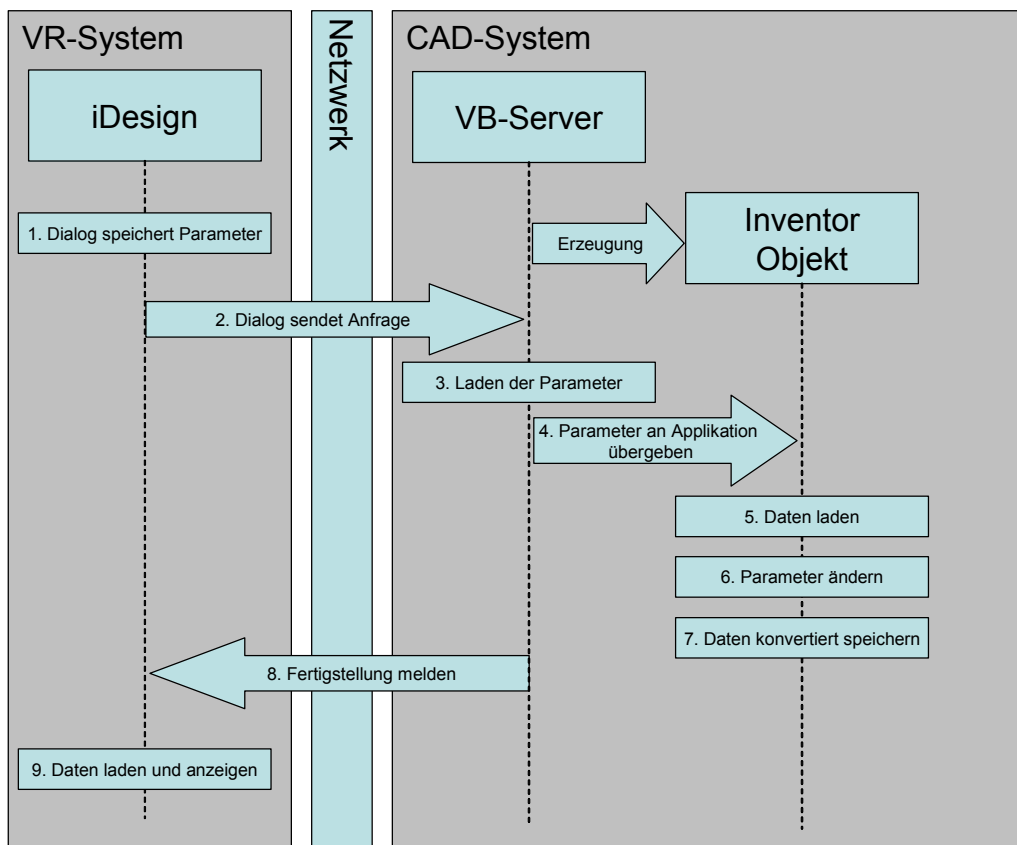 VR-System
Netzwerk
CAD-System
iDesign
VB-Server
Inventor
Objekt
Erzeugung
1. Dialog speichert Parameter
2. Dialog sendet Anfrage
3. Laden der Parameter
4. Parameter an Applikation
übergeben
5. Daten laden
6. Parameter ändern
7. Daten konvertiert speichern
8. Fertigstellung melden
9. Daten laden und anzeigen